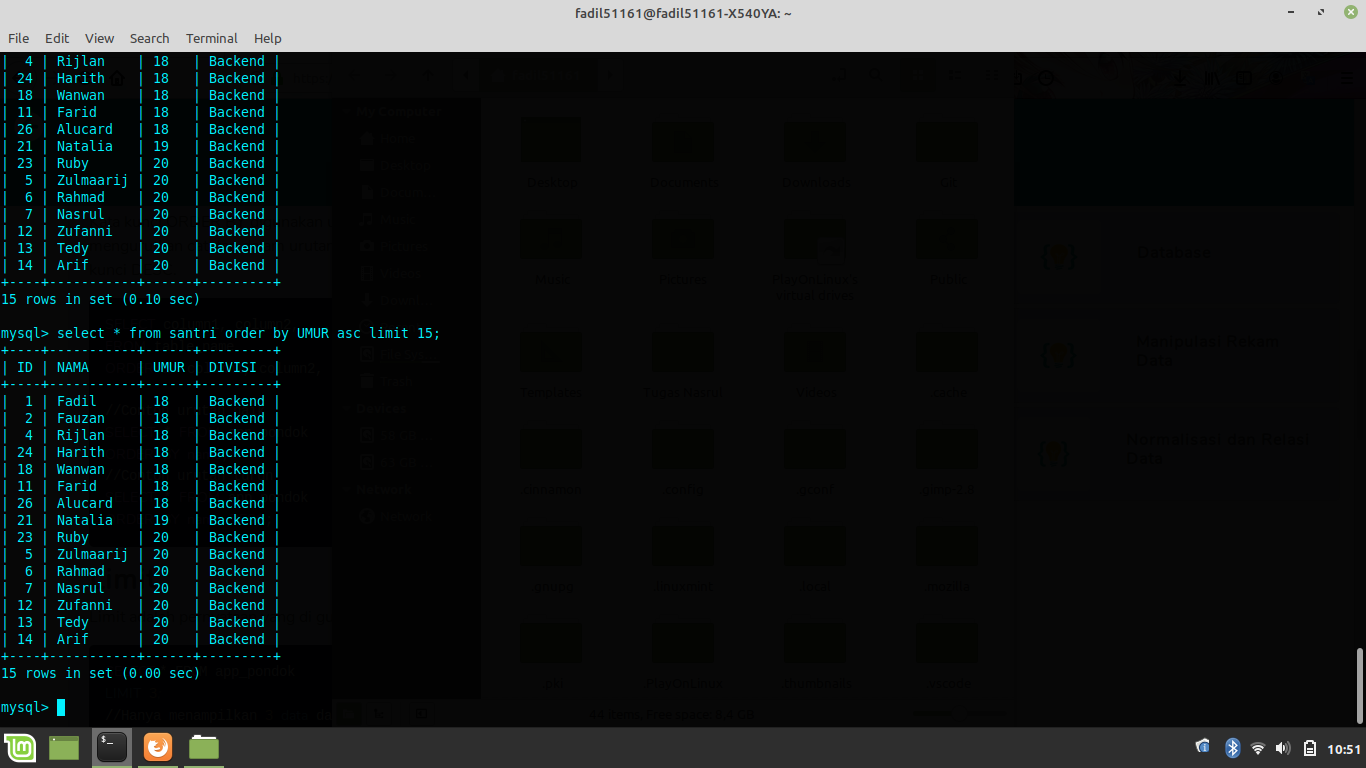 fadil51161@fadil51161-X540YA: ~
File Edit View Search Terminal Help
| 4 | Rijlan | 18 | Backend |
| 24 | Harith | 18 | Backend |
| 18 | Wanwan | 18 | Backend |
| 11 | Farid | 18 | Backend |
| 26 | Alucard | 18 | Backend |
| 21 | Natalia | 19 | Backend |
| 23 | Ruby | 20 | Backend |
| 5 | Zulmaarij | 20 | Backend |
| 6 | Rahmad | 20 | Backend |
| 7 | Nasrul | 20 | Backend |
| 12 | Zufanni | 20 | Backend |
| 13 | Tedy | 20 | Backend |
| 14 | Arif | 20 | Backend |
+----+-----------+------+---------+
15 rows in set (0.10 sec)
mysql> select * from santri order by UMUR asc limit 15;
+----+-----------+------+---------+
| ID | NAMA | UMUR | DIVISI |
+----+-----------+------+---------+
| 1 | Fadil | 18 | Backend |
| 2 | Fauzan | 18 | Backend |
| 4 | Rijlan | 18 | Backend |
| 24 | Harith | 18 | Backend |
| 18 | Wanwan | 18 | Backend |
| 11 | Farid | 18 | Backend |
| 26 | Alucard | 18 | Backend |
| 21 | Natalia | 19 | Backend |
| 23 | Ruby | 20 | Backend |
| 5 | Zulmaarij | 20 | Backend |
| 6 | Rahmad | 20 | Backend |
| 7 | Nasrul | 20 | Backend |
| 12 | Zufanni | 20 | Backend |
| 13 | Tedy | 20 | Backend |
| 14 | Arif | 20 | Backend |
+----+-----------+------+---------+
15 rows in set (0.00 sec)
mysql>
Database
Manipulasi Rekam
Data
Normalisasi dan Relasi
Data
10:51